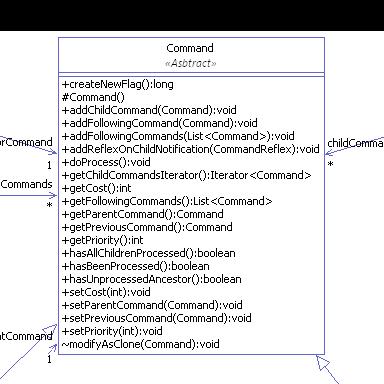 Command
«Asbtract»
+createNewFlag():long
#Command()
+addChildCommand(Command):void
+addFollowingCommand(Command):void
+addFollowingCommands(List<Command>):void
+addReflexOnChildNotification(CommandReflex):void
orCommand
childComma
+doProcess():void
1
*
+getChildCommandsIterator():Iterator<Command>
Commands
+getCost():int
+getFollowingCommands():List<Command>
*
+getParentCommand():Command
+getPreviousCommand():Command
+getPriority():int
+hasAllChildrenProcessed():boolean
+hasBeenProcessed():boolean
+hasUnprocessedAncestor():boolean
+setCost(int):void
+setParentCommand(Command):void
+setPreviousCommand(Command):void
+setPriority(int):void
ntCommand
~modifyAsClone(Command):void
1